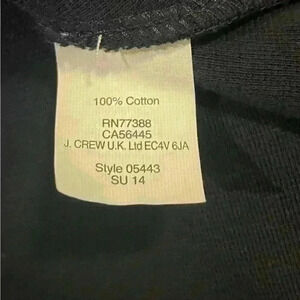 100% Cotton
RN77388
CA56445
J. CREW U.K. Ltd EC4V 6JA
Style 05443
SU 14